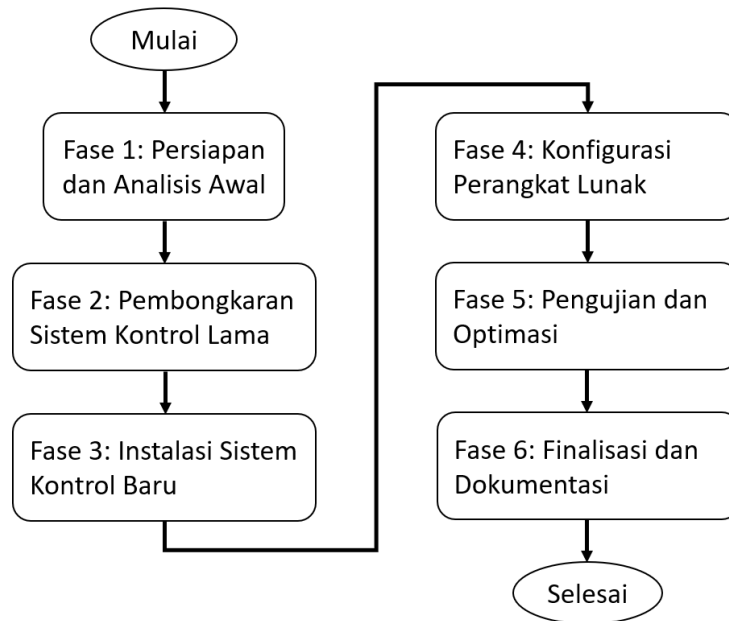 Mulai
Fase 1: Persiapan
dan Analisis Awal
Fase 2: Pembongkaran
Sistem Kontrol Lama
Fase 3: Instalasi Sistem
Kontrol Baru
Fase 4: Konfigurasi
Perangkat Lunak
Fase 5: Pengujian dan
Optimasi
Fase 6: Finalisasi dan
Dokumentasi
Selesai